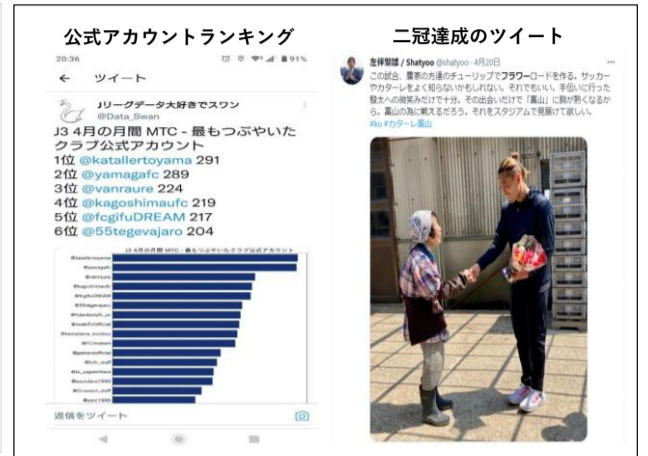 公式アカウントランキング
二冠達成のツイート
20:36
91%
← ツイート
Jリーグデータ大好きでスワン
@Data_Swan
J3 4月の月間 MTC - 最もつぶやいた
クラブ公式アカウント
1位 @katallertoyama 291
2位 @yamagafc 289
3位 @vanraure 224
4位 @kagoshimaufc 219
5位 @fcgifuDREAM 217
6位 @55tegevajaro 204
J3 4月の月間 MTC - 最もつぶやいたクラブ公式アカウント
@katallertoyama
@yamagafc
@vanraure
@kagoshimaufc
@fcgifuDREAM
@55tegevajaro
返信をツイート
左伴繁雄 / Shatyoo @shatyoo · 4月20日
この試合、農家の方達のチューリップでフラワーロードを作る。サッカー
やカターレをよく知らないかもしれない。それでもいい。手伝いに行った
駿太への微笑みだけで十分。その出会いだけで「富山」に胸が熱くなるか
ら。富山の為に戦えるだろう。それをスタジアムで見届けて欲しい。
#ko #カターレ富山